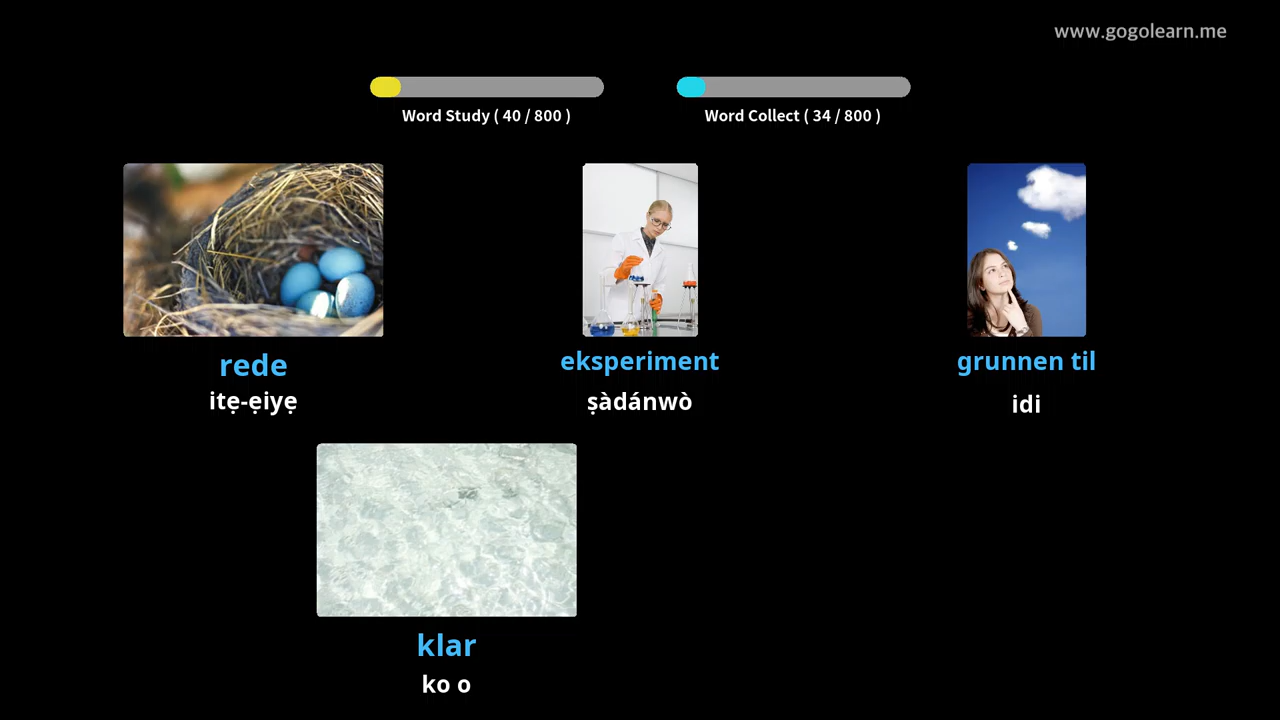 www.gogolearn.me
Word Study ( 40 / 800 )
Word Collect ( 34 / 800 )
rede
itẹ-ẹiyẹ
eksperiment
ṣàdánwò
grunnen til
idi
klar
ko o